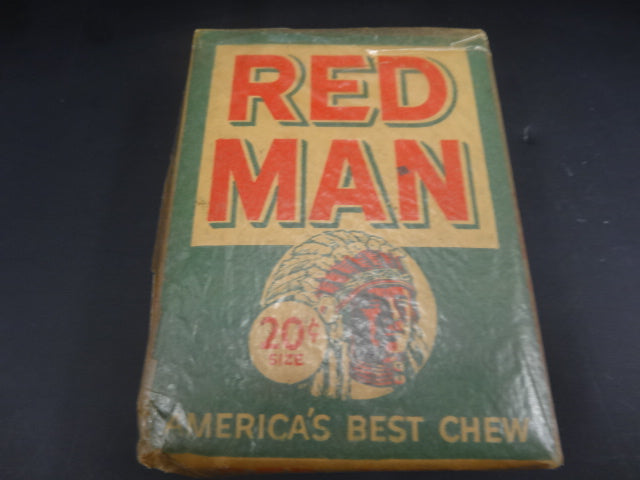 RED
MAN
20¢
SIZE
AMERICA'S BEST CHEW